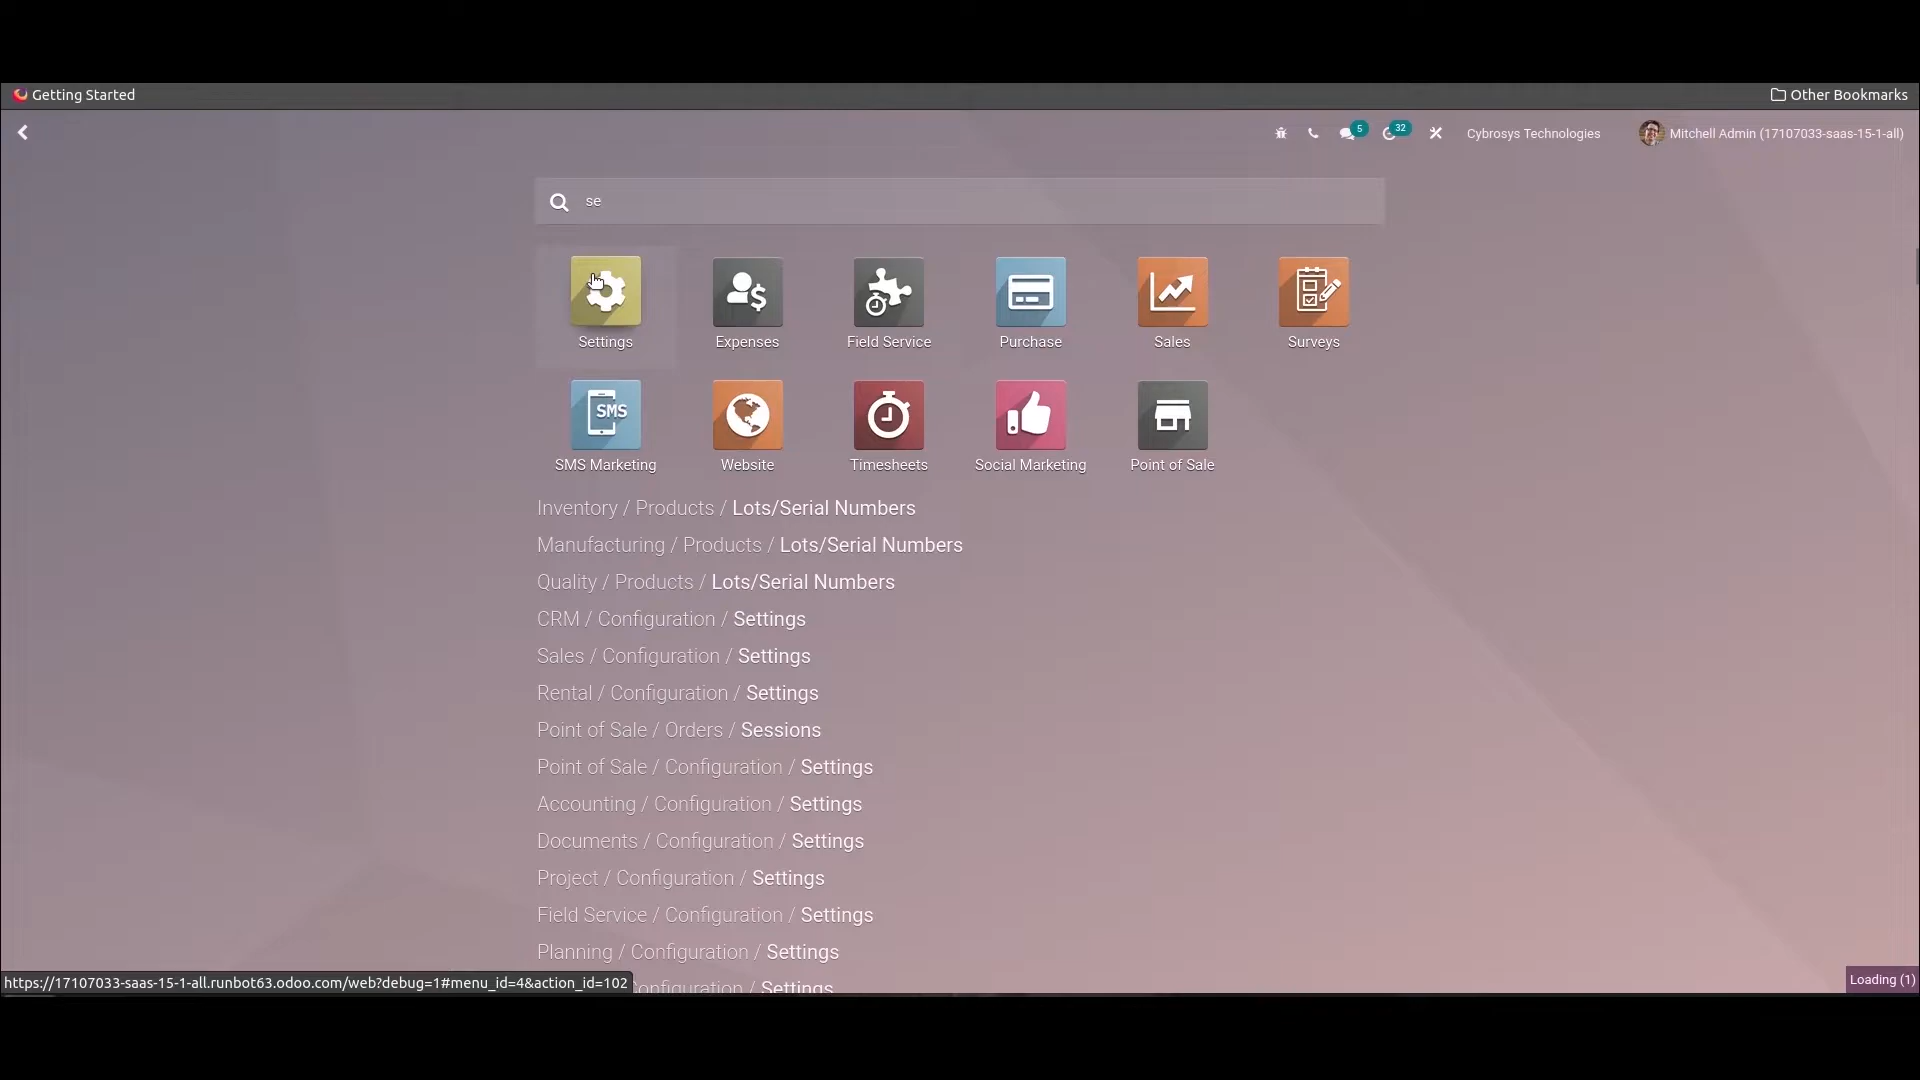 Getting Started Other Bookmarks
5 32 Cybrosys Technologies Mitchell Admin (17107033-saas-15-1-all)
se
Settings Expenses Field Service Purchase Sales Surveys
SMS
SMS Marketing Website Timesheets Social Marketing Point of Sale
Inventory / Products / Lots/Serial Numbers
Manufacturing / Products / Lots/Serial Numbers
Quality / Products / Lots/Serial Numbers
CRM / Configuration / Settings
Sales / Configuration / Settings
Rental / Configuration / Settings
Point of Sale / Orders / Sessions
Point of Sale / Configuration / Settings
Accounting / Configuration / Settings
Documents / Configuration / Settings
Project / Configuration / Settings
Field Service / Configuration / Settings
Planning / Configuration / Settings
https://17107033-saas-15-1-all.runbot63.odoo.com/web?debug=1#menu_id=4&action_id=102 Loading (1)
onfiguration / Settings